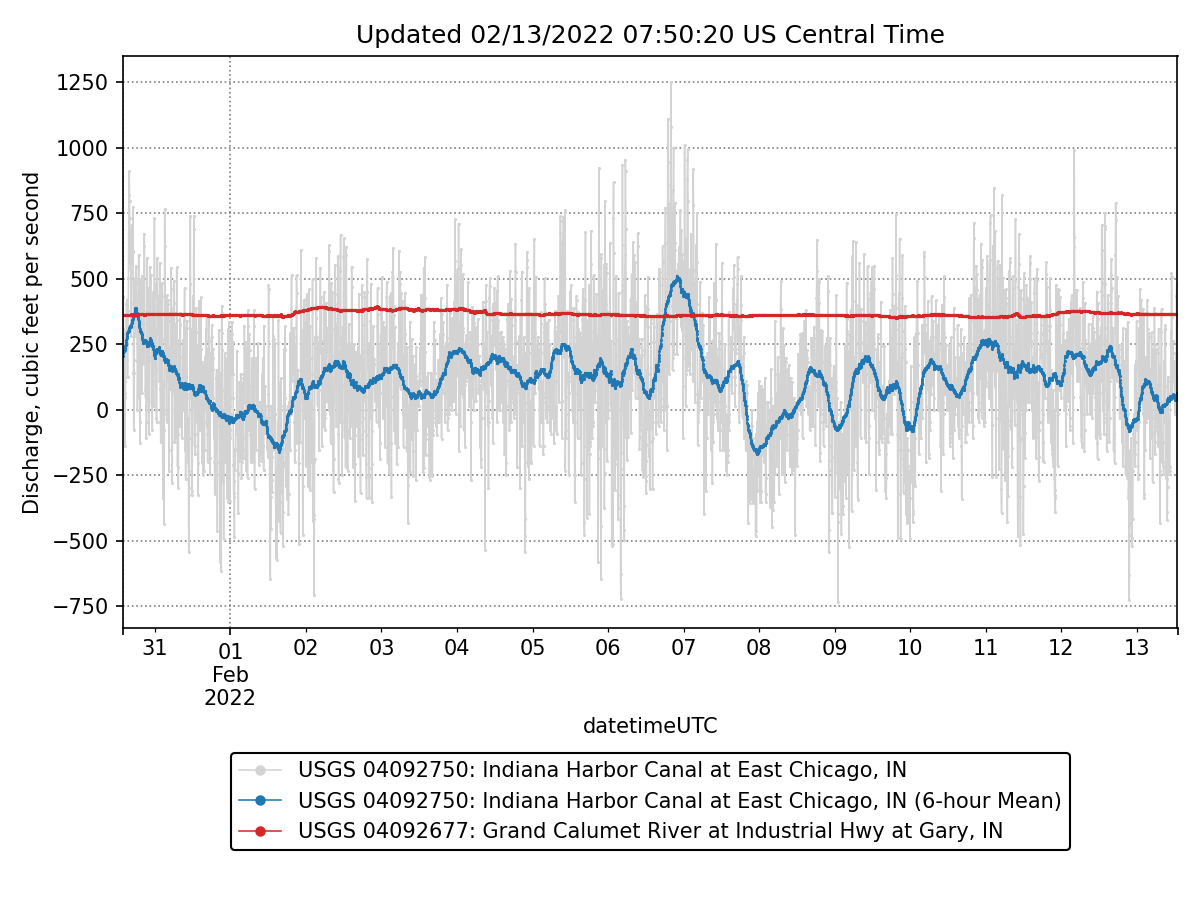 Updated 02/13/2022 07:50:20 US Central Time
Discharge, cubic feet per second
1250
1000
750
500
250
0
−250
−500
−750
31 01 02 03 04 05 06 07 08 09 10 11 12 13
Feb
2022
datetimeUTC
USGS 04092750: Indiana Harbor Canal at East Chicago, IN
USGS 04092750: Indiana Harbor Canal at East Chicago, IN (6-hour Mean)
USGS 04092677: Grand Calumet River at Industrial Hwy at Gary, IN